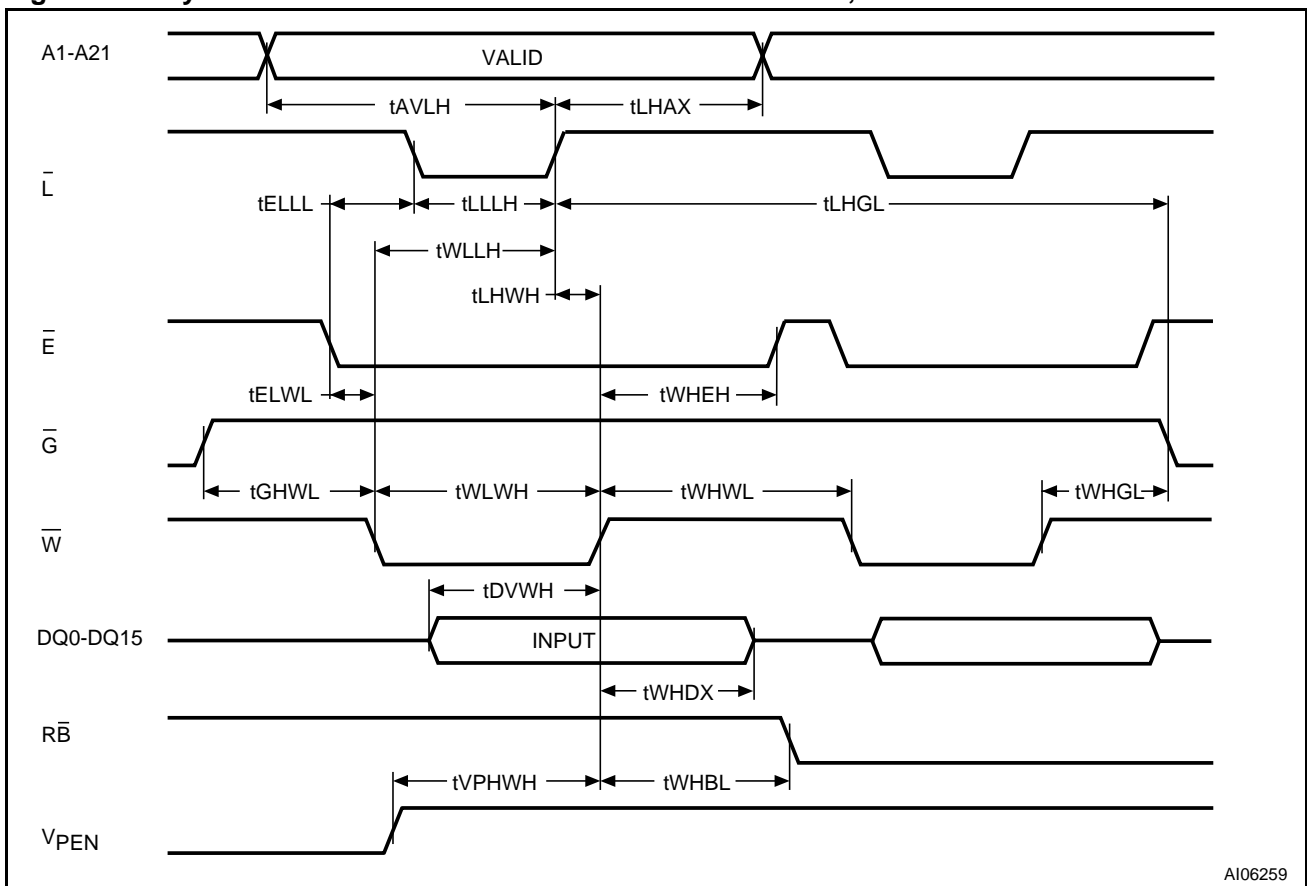 A1-A21
VALID
tAVLH
tLHAX
L̅
tELLL
tLLLH
tLHGL
tWLLH
tLHWH
E̅
tELWL
tWHEH
G̅
tGHWL
tWLWH
tWHWL
tWHGL
W̅
tDVWH
DQ0-DQ15
INPUT
tWHDX
RB̅
tVPHWH
tWHBL
VPEN
AI06259